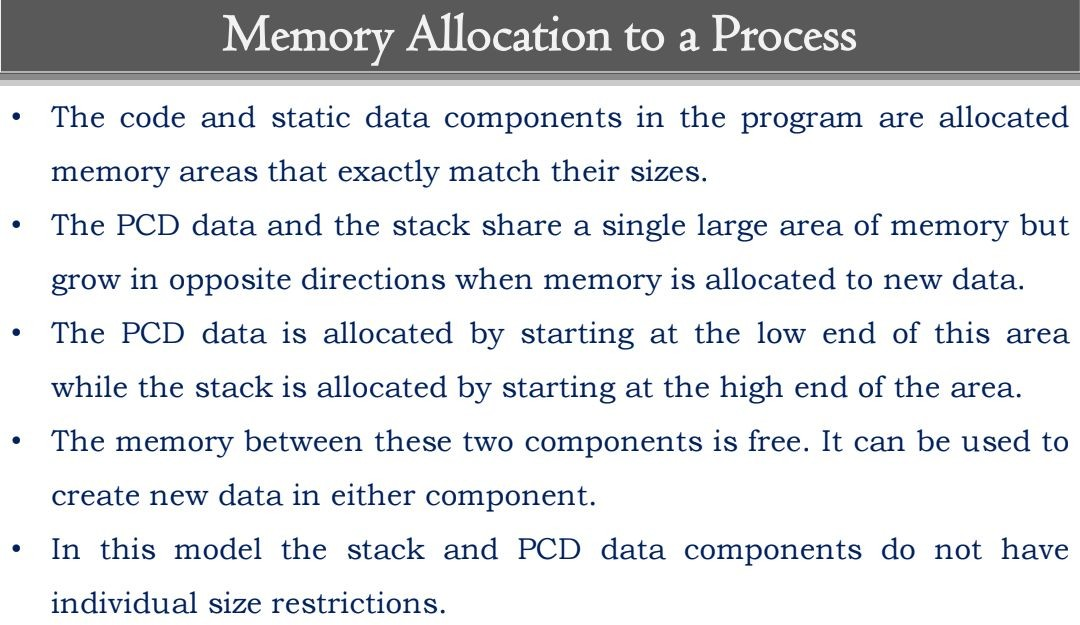 Memory Allocation to a Process
• The code and static data components in the program are allocated
memory areas that exactly match their sizes.
• The PCD data and the stack share a single large area of memory but
grow in opposite directions when memory is allocated to new data.
• The PCD data is allocated by starting at the low end of this area
while the stack is allocated by starting at the high end of the area.
• The memory between these two components is free. It can be used to
create new data in either component.
• In this model the stack and PCD data components do not have
individual size restrictions.